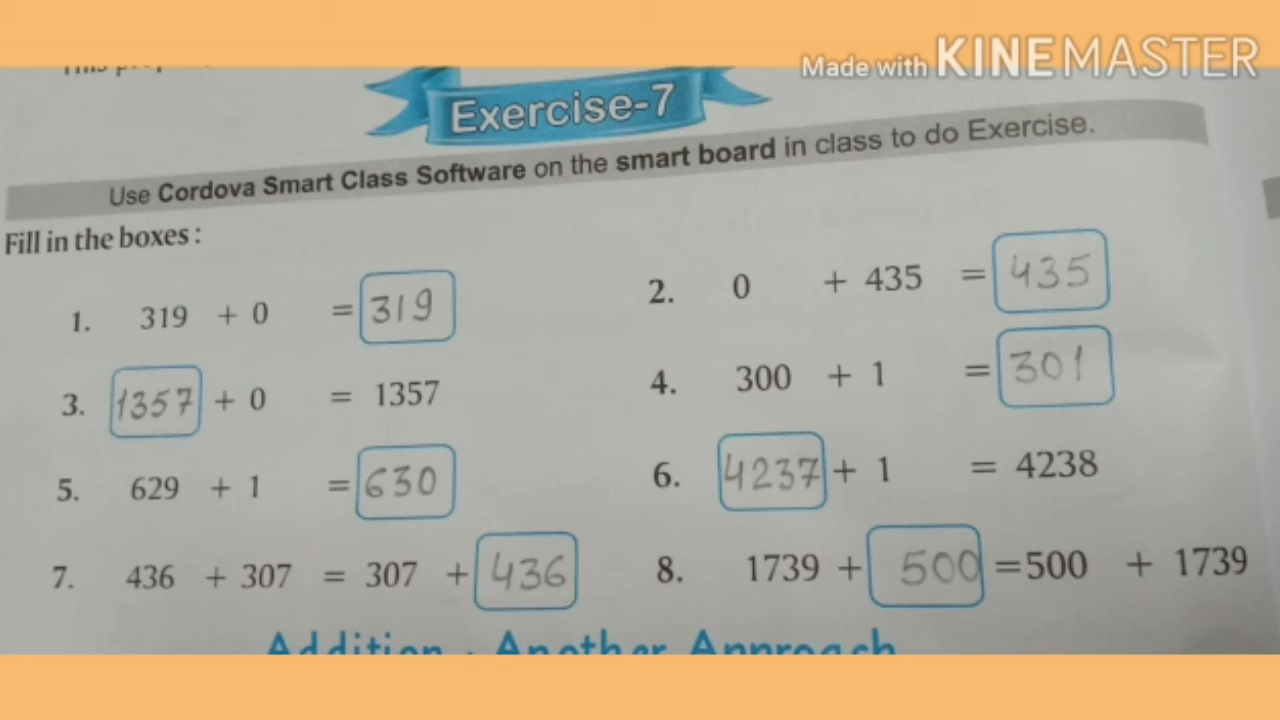 Made with KINEMASTER
Exercise-7
Use Cordova Smart Class Software on the smart board in class to do Exercise.
Fill in the boxes :
1. 319 + 0 = 319
2. 0 + 435 = 435
3. 1357 + 0 = 1357
4. 300 + 1 = 301
5. 629 + 1 = 630
6. 4237 + 1 = 4238
7. 436 + 307 = 307 + 436
8. 1739 + 500 = 500 + 1739
Addition : Another Approach